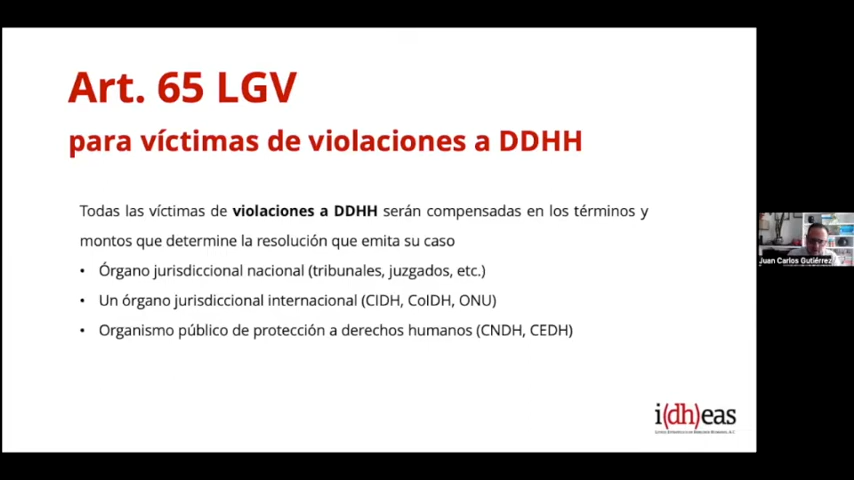 Art. 65 LGV
para víctimas de violaciones a DDHH
Todas las víctimas de violaciones a DDHH serán compensadas en los términos y
montos que determine la resolución que emita su caso
• Órgano jurisdiccional nacional (tribunales, juzgados, etc.)
• Un órgano jurisdiccional internacional (CIDH, CoIDH, ONU)
• Organismo público de protección a derechos humanos (CNDH, CEDH)
Juan Carlos Gutiérrez
i(dh)eas